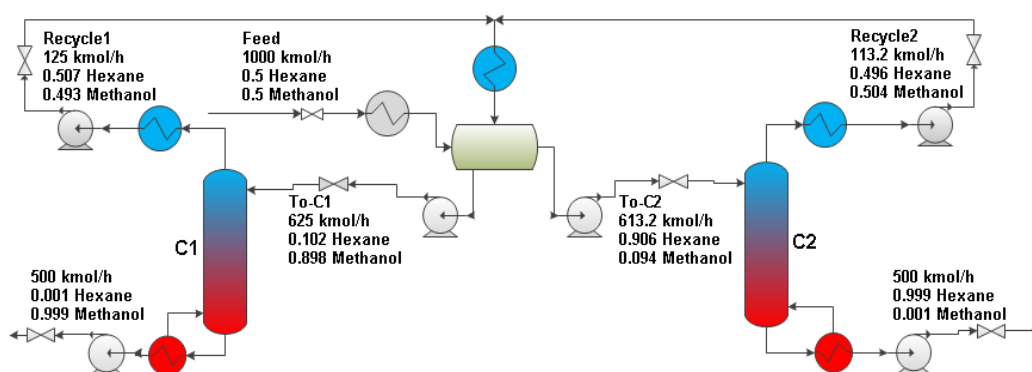 Recycle1
125 kmol/h
0.507 Hexane
0.493 Methanol
Feed
1000 kmol/h
0.5 Hexane
0.5 Methanol
Recycle2
113.2 kmol/h
0.496 Hexane
0.504 Methanol
To-C1
625 kmol/h
0.102 Hexane
0.898 Methanol
To-C2
613.2 kmol/h
0.906 Hexane
0.094 Methanol
C1
C2
500 kmol/h
0.001 Hexane
0.999 Methanol
500 kmol/h
0.999 Hexane
0.001 Methanol